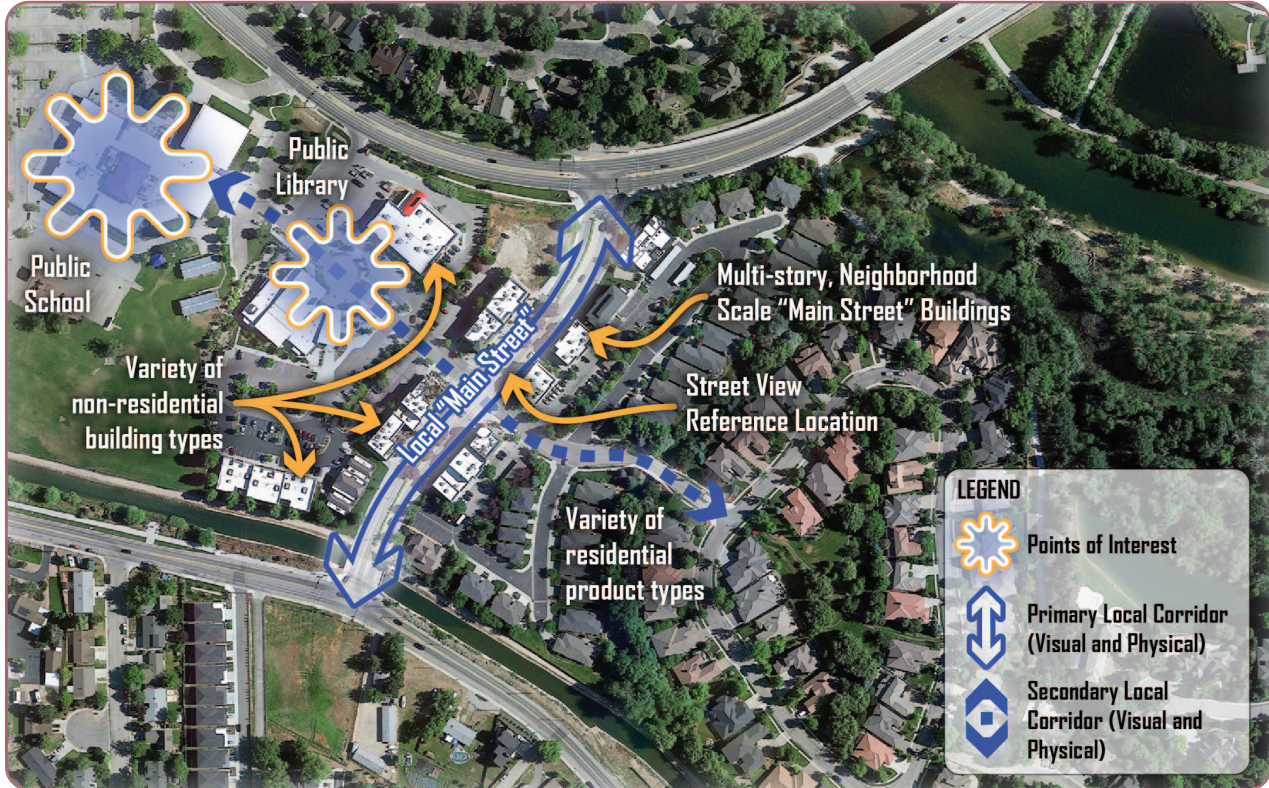 Public
Library
Public
School
Multi-story, Neighborhood
Scale “Main Street” Buildings
Local “Main Street”
Variety of
non-residential
building types
Street View
Reference Location
Variety of
residential
product types
LEGEND
Points of Interest
Primary Local Corridor
(Visual and Physical)
Secondary Local
Corridor (Visual and
Physical)